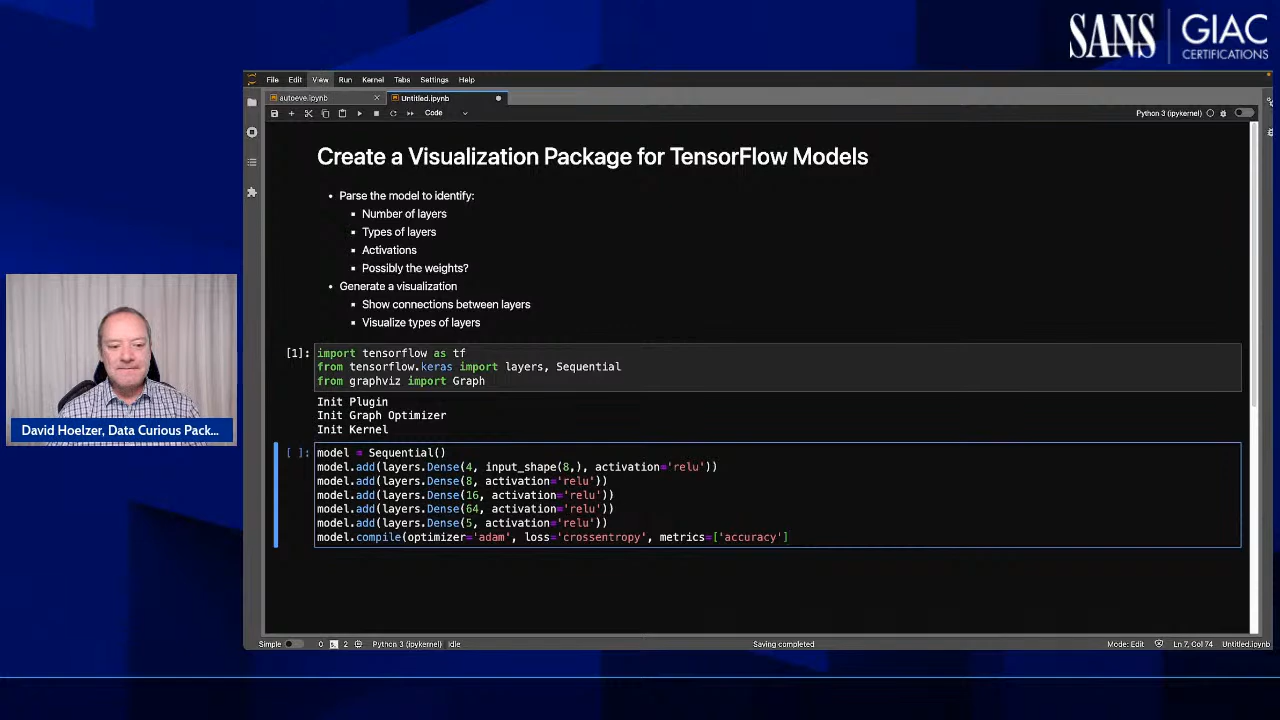 SANS GIAC
CERTIFICATIONS
File Edit View Run Kernel Tabs Settings Help
autoeve.ipynb Untitled.ipynb
Code Python 3 (ipykernel)
Create a Visualization Package for TensorFlow Models
• Parse the model to identify:
▪ Number of layers
▪ Types of layers
▪ Activations
▪ Possibly the weights?
• Generate a visualization
▪ Show connections between layers
▪ Visualize types of layers
[1]: import tensorflow as tf
from tensorflow.keras import layers, Sequential
from graphviz import Graph
Init Plugin
Init Graph Optimizer
Init Kernel
[ ]: model = Sequential()
model.add(layers.Dense(4, input_shape(8,), activation='relu'))
model.add(layers.Dense(8, activation='relu'))
model.add(layers.Dense(16, activation='relu'))
model.add(layers.Dense(64, activation='relu'))
model.add(layers.Dense(5, activation='relu'))
model.compile(optimizer='adam', loss='crossentropy', metrics=['accuracy']
David Hoelzer, Data Curious Pack...
Simple 0 2 Python 3 (ipykernel) Idle Saving completed Mode: Edit Ln 7, Col 74 Untitled.ipynb